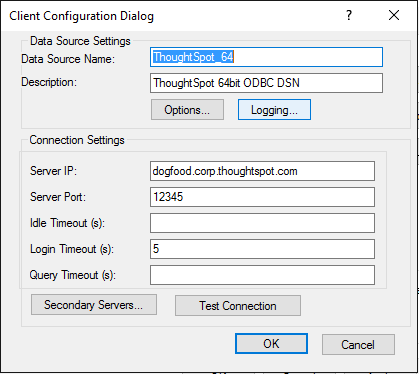 Client Configuration Dialog
Data Source Settings
Data Source Name: ThoughtSpot_64
Description: ThoughtSpot 64bit ODBC DSN
Options... Logging...
Connection Settings
Server IP: dogfood.corp.thoughtspot.com
Server Port: 12345
Idle Timeout (s):
Login Timeout (s): 5
Query Timeout (s):
Secondary Servers... Test Connection
OK Cancel